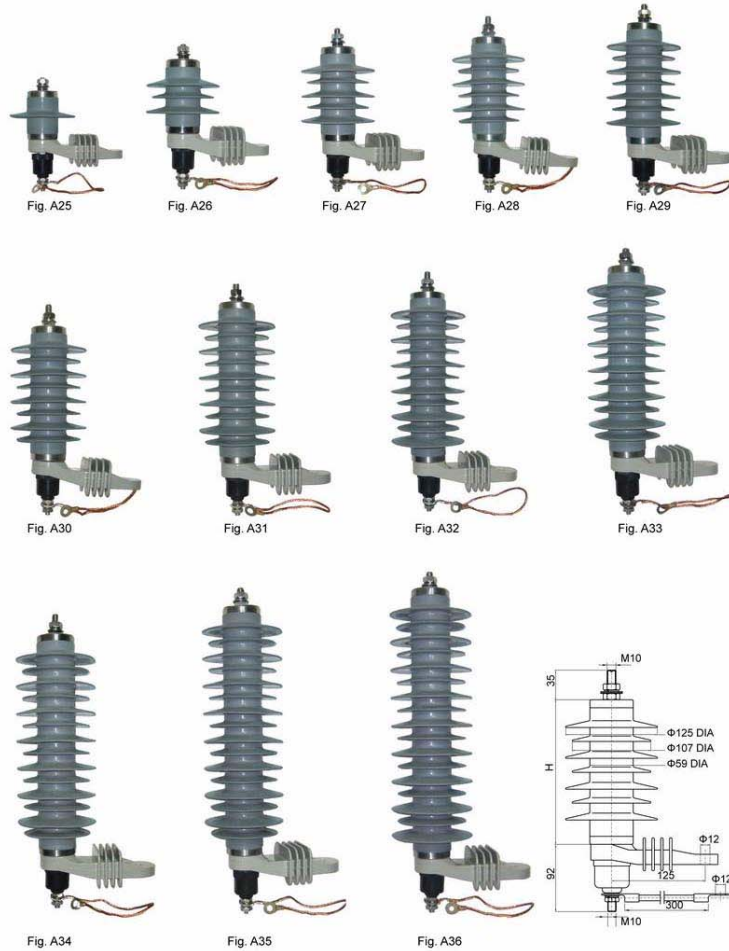 Fig. A25
Fig. A26
Fig. A27
Fig. A28
Fig. A29
Fig. A30
Fig. A31
Fig. A32
Fig. A33
M10
35
Φ125 DIA
Φ107 DIA
Φ59 DIA
H
Φ12
125
Φ12
92
300
M10
Fig. A34
Fig. A35
Fig. A36